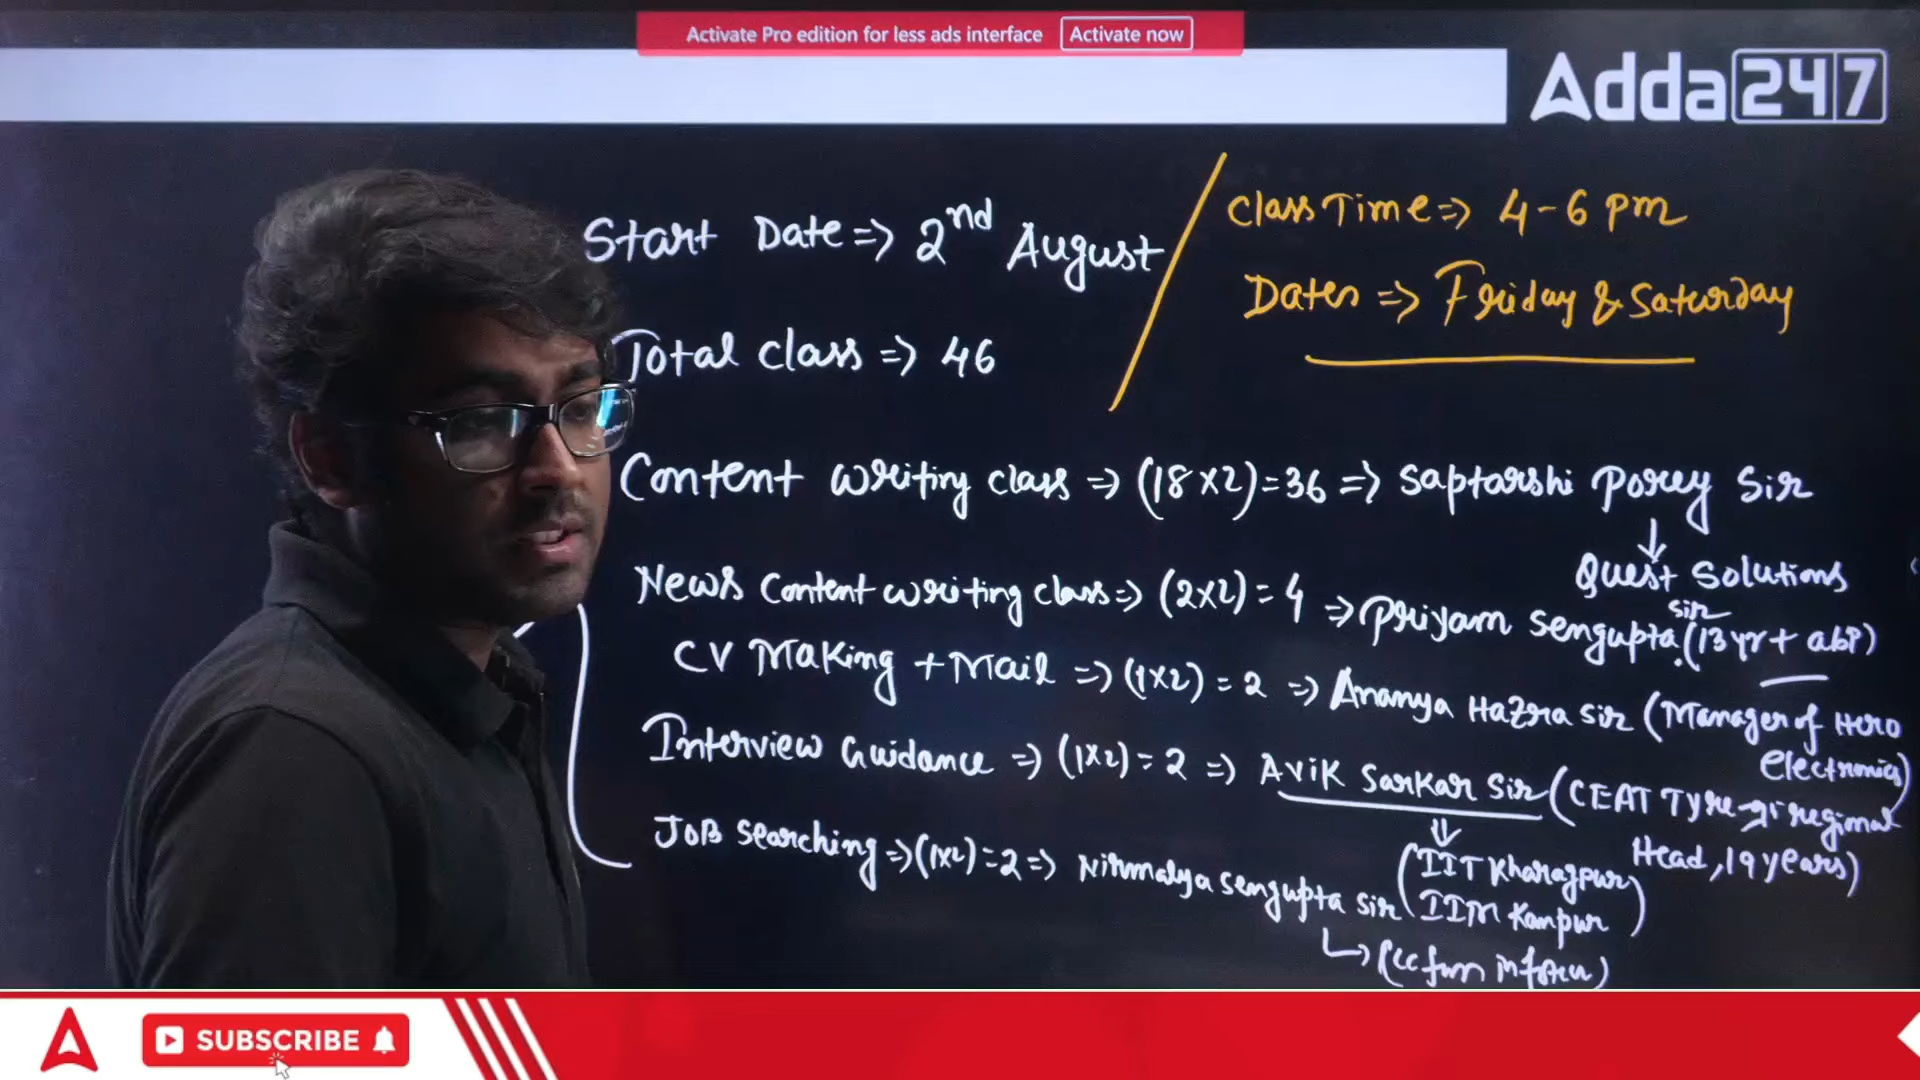 Activate Pro edition for less ads interface Activate now
Adda 247
Start Date => 2nd August
Class Time => 4-6 pm
Dates => Friday & Saturday
Total class => 46
Content writing class => (18x2)=36 => Saptarshi Porey Sir
↓
Quest Solutions
News Content writing class => (2x2) = 4 => Priyam Sengupta sir (13 yr + abp)
CV Making + Mail => (1x2) = 2 => Ananya Hazra sir (Manager of Hero Electronics)
Interview Guidance => (1x2) = 2 => Avik Sarkar Sir (CEAT Tyre regional Head, 19 years)
(IIT Kharagpur
IIM Kanpur)
Job Searching => (1x2)=2 => Nirmalya Sengupta sir
SUBSCRIBE